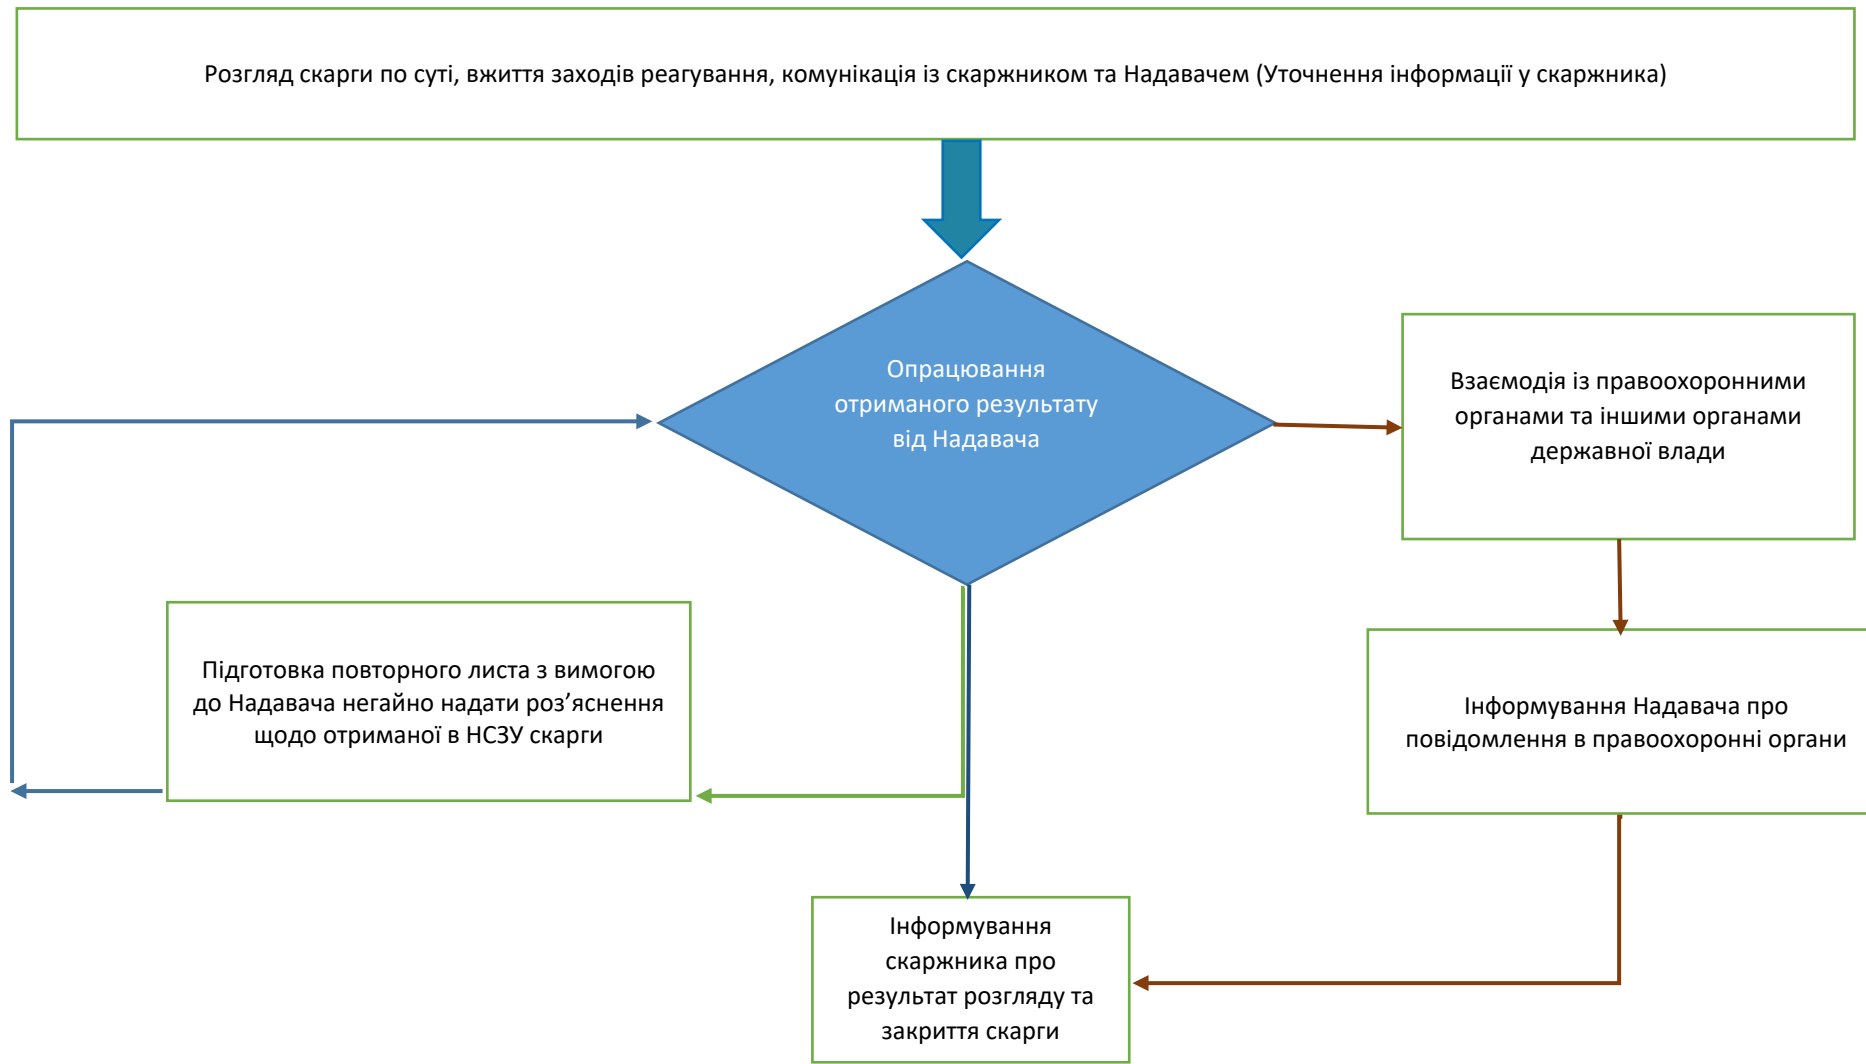 Розгляд скарги по суті, вжиття заходів реагування, комунікація із скаржником та Надавачем (Уточнення інформації у скаржника)
Опрацювання
отриманого результату
від Надавача
Взаємодія із правоохоронними
органами та іншими органами
державної влади
Підготовка повторного листа з вимогою
до Надавача негайно надати роз’яснення
щодо отриманої в НСЗУ скарги
Інформування Надавача про
повідомлення в правоохоронні органи
Інформування
скаржника про
результат розгляду та
закриття скарги